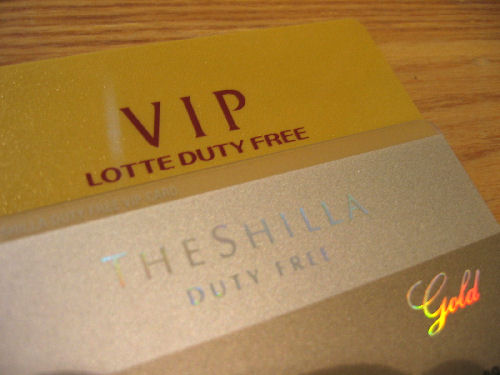 VIP
LOTTE DUTY FREE
THESHILLA
DUTY FREE
Gold